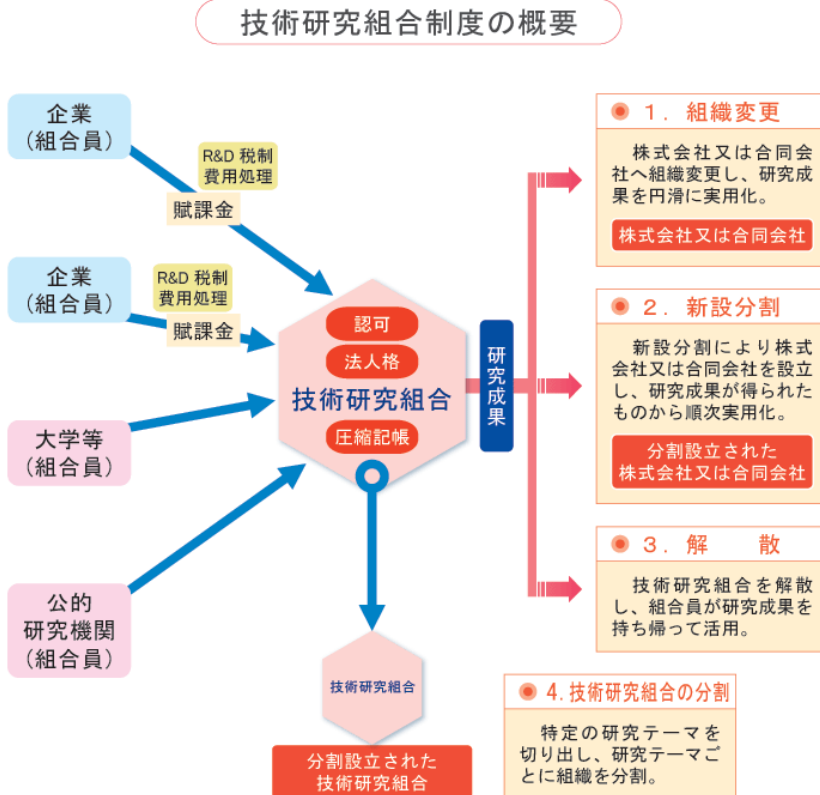 技術研究組合制度の概要
企業
（組合員）
R&D 税制
費用処理
賦課金
企業
（組合員）
R&D 税制
費用処理
賦課金
大学等
（組合員）
公的
研究機関
（組合員）
認可
法人格
技術研究組合
圧縮記帳
研究成果
技術研究組合
分割設立された
技術研究組合
1．組織変更
株式会社又は合同会
社へ組織変更し、研究成
果を円滑に実用化。
株式会社又は合同会社
2．新設分割
新設分割により株式
会社又は合同会社を設立
し、研究成果が得られた
ものから順次実用化。
分割設立された
株式会社又は合同会社
3．解　散
技術研究組合を解散
し、組合員が研究成果を
持ち帰って活用。
4.技術研究組合の分割
特定の研究テーマを
切り出し、研究テーマご
とに組織を分割。